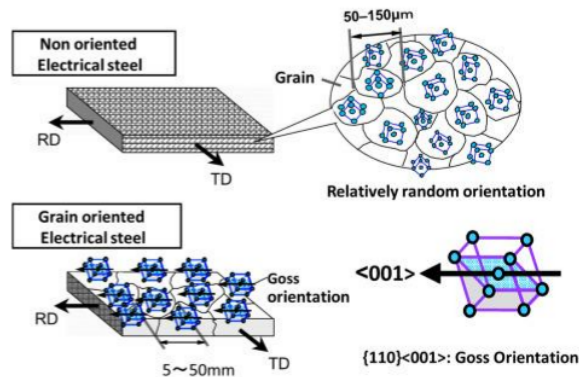 Non oriented
Electrical steel
50–150μm
Grain
RD
TD
Relatively random orientation
Grain oriented
Electrical steel
Goss
orientation
<001>
RD
TD
5～50mm
{110}<001>: Goss Orientation